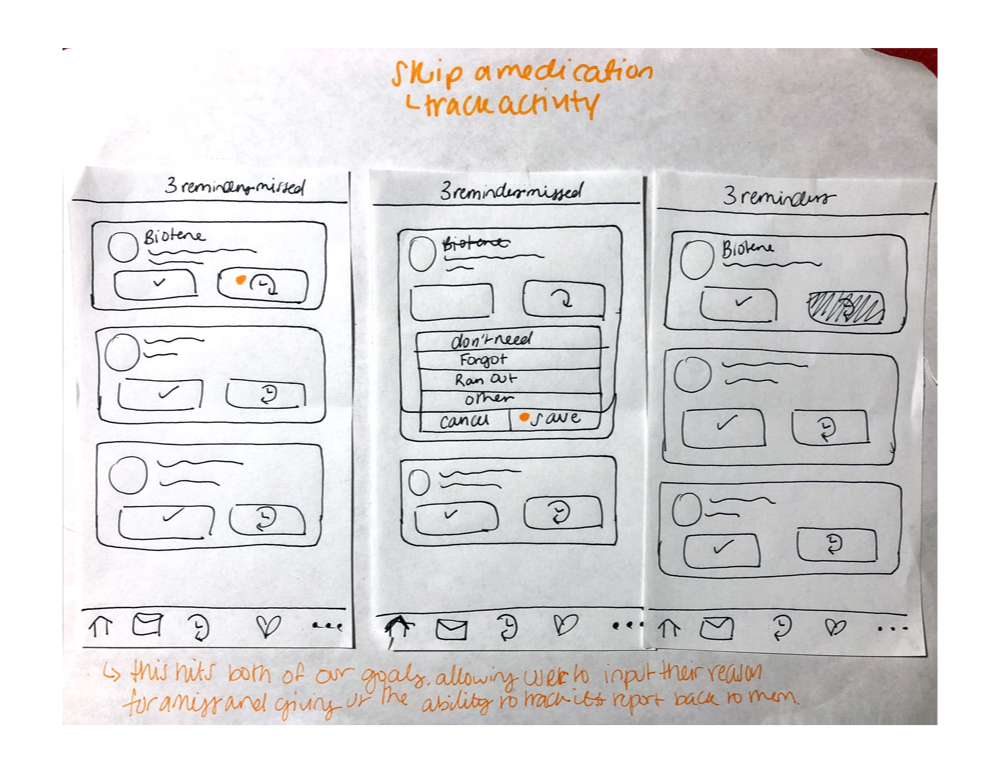 Skip a medication
↳ track activity
3 reminders missed
Biotene
3 reminders missed
Biotene
don't need
Forgot
Ran out
other
cancel
save
3 reminders
Biotene
↳ this hits both of our goals. allowing user to input their reason
for a miss and giving us the ability to track it & report back to them.